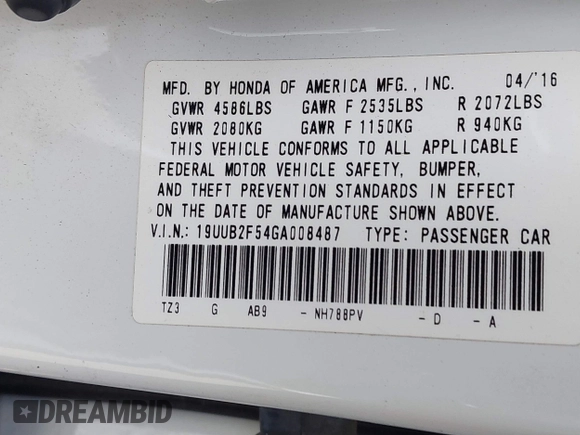 MFD. BY HONDA OF AMERICA MFG., INC. 04/'16
GVWR 4586LBS GAWR F 2535LBS R 2072LBS
GVWR 2080KG GAWR F 1150KG R 940KG
THIS VEHICLE CONFORMS TO ALL APPLICABLE
FEDERAL MOTOR VEHICLE SAFETY, BUMPER,
AND THEFT PREVENTION STANDARDS IN EFFECT
ON THE DATE OF MANUFACTURE SHOWN ABOVE.
V.I.N.: 19UUB2F54GA008487 TYPE: PASSENGER CAR
TZ3 G AB9 - NH788PV - D - A
DREAMBID